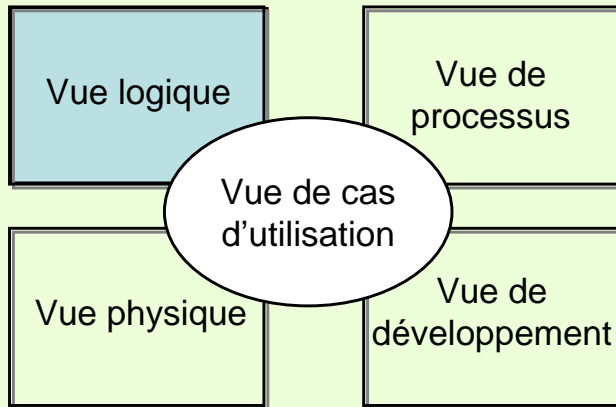 Vue logique
Vue de
processus
Vue de cas
d’utilisation
Vue physique
Vue de
développement